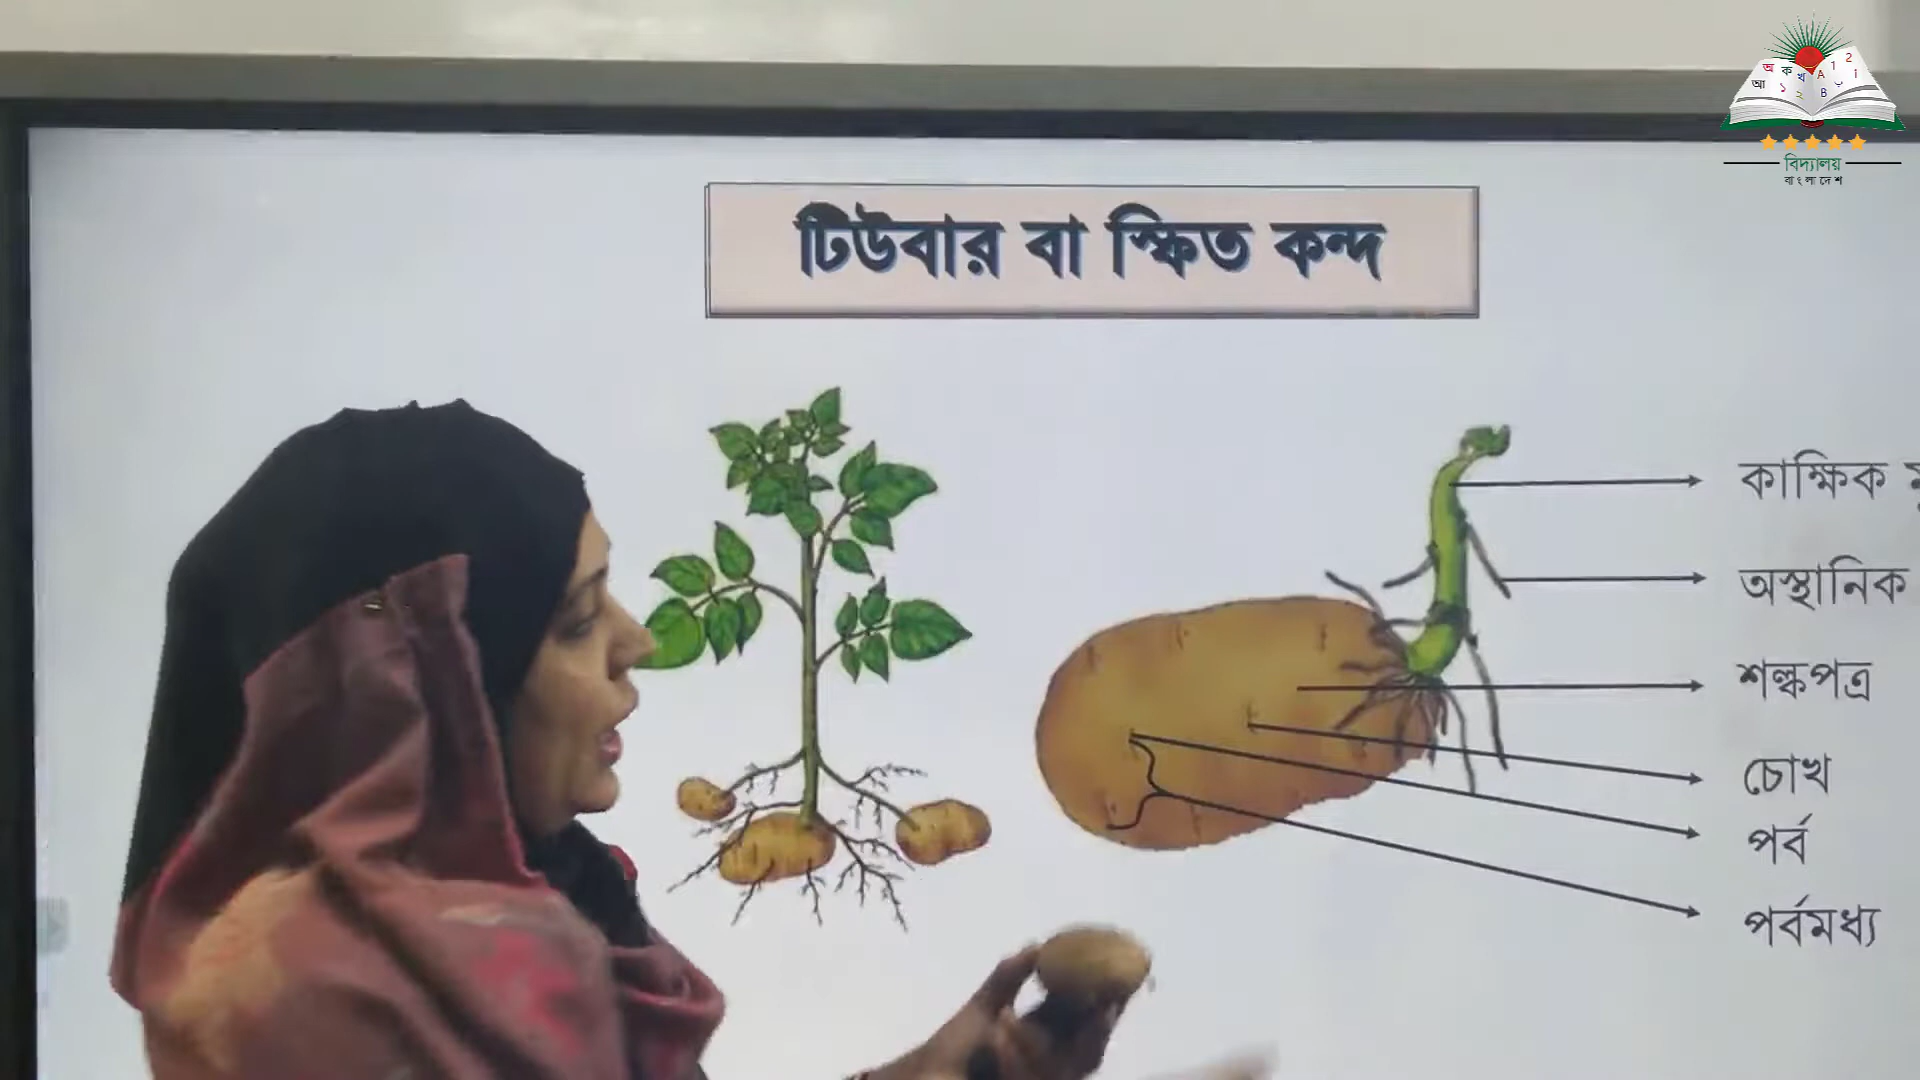 বিদ্যালয়
বাংলাদেশ
টিউবার বা স্ফিত কন্দ
কাক্ষিক
অস্থানিক
শল্কপত্র
চোখ
পর্ব
পর্বমধ্য